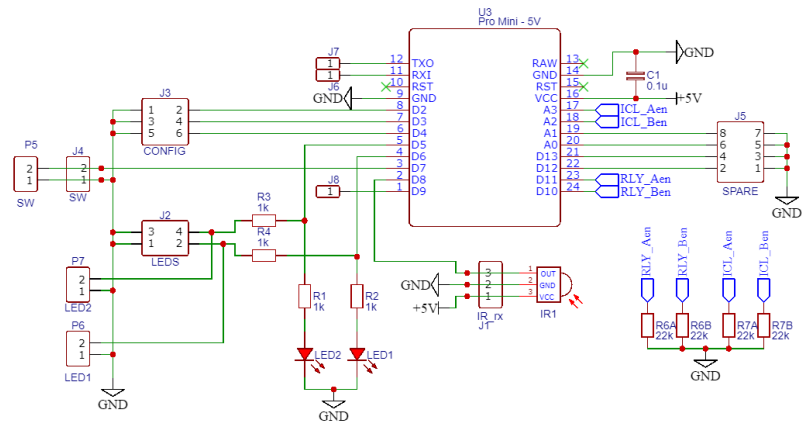 U3
Pro Mini - 5V
J7
1
1
J6
GND
12 TXO
11 RXI
10 RST
9 GND
8 D2
7 D3
6 D4
5 D5
4 D6
3 D7
2 D8
1 D9
RAW 13
GND 14
RST 15
VCC 16
A3 17
A2 18
A1 19
A0 20
D13 21
D12 22
D11 23
D10 24
GND
C1
0.1u
+5V
ICL_Aen
ICL_Ben
RLY_Aen
RLY_Ben
J5
8 7
6 5
4 3
2 1
SPARE
GND
J3
1 2
3 4
5 6
CONFIG
P5
2
1
SW
J4
2
1
SW
J8
1
J2
3 4
1 2
LEDS
R3
1k
R4
1k
P7
2
1
LED2
P6
2
1
LED1
GND
R1
1k
R2
1k
LED2
LED1
GND
GND
+5V
3
2
1
IR_rx
J1
1 OUT
2 GND
3 VCC
IR1
RLY_Aen
RLY_Ben
ICL_Aen
ICL_Ben
R6A
22k
R6B
22k
R7A
22k
R7B
22k
GND